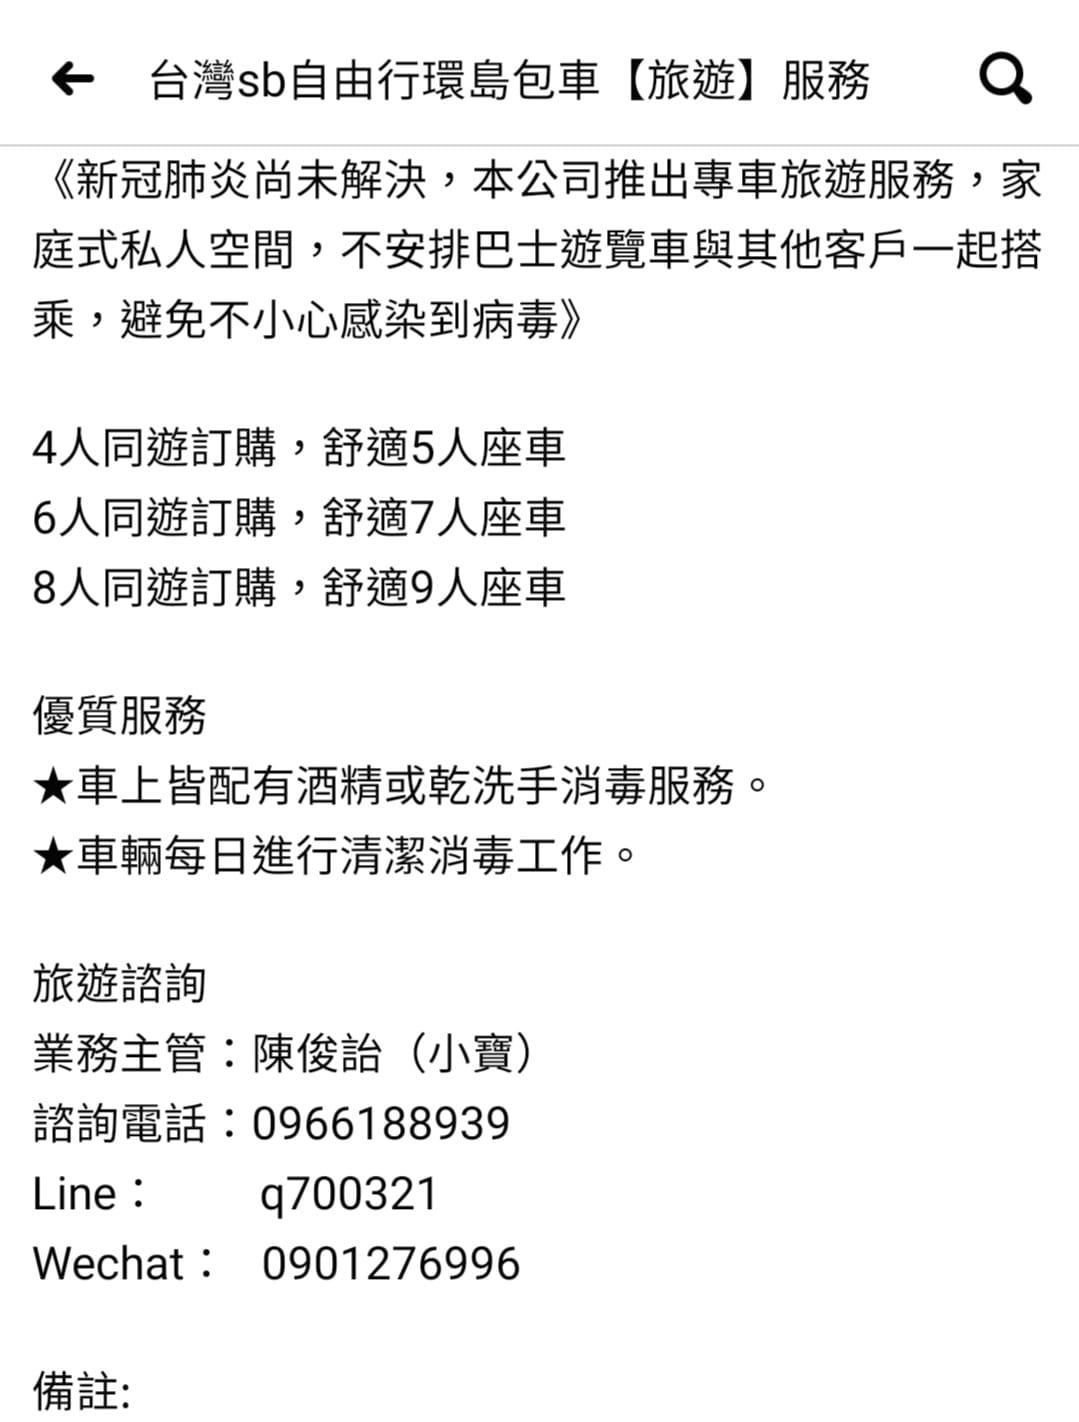 台灣sb自由行環島包車【旅遊】服務
《新冠肺炎尚未解決，本公司推出專車旅遊服務，家
庭式私人空間，不安排巴士遊覽車與其他客戶一起搭
乘，避免不小心感染到病毒》
4人同遊訂購，舒適5人座車
6人同遊訂購，舒適7人座車
8人同遊訂購，舒適9人座車
優質服務
★車上皆配有酒精或乾洗手消毒服務。
★車輛每日進行清潔消毒工作。
旅遊諮詢
業務主管：陳俊詒（小寶）
諮詢電話：0966188939
Line： q700321
Wechat： 0901276996
備註: